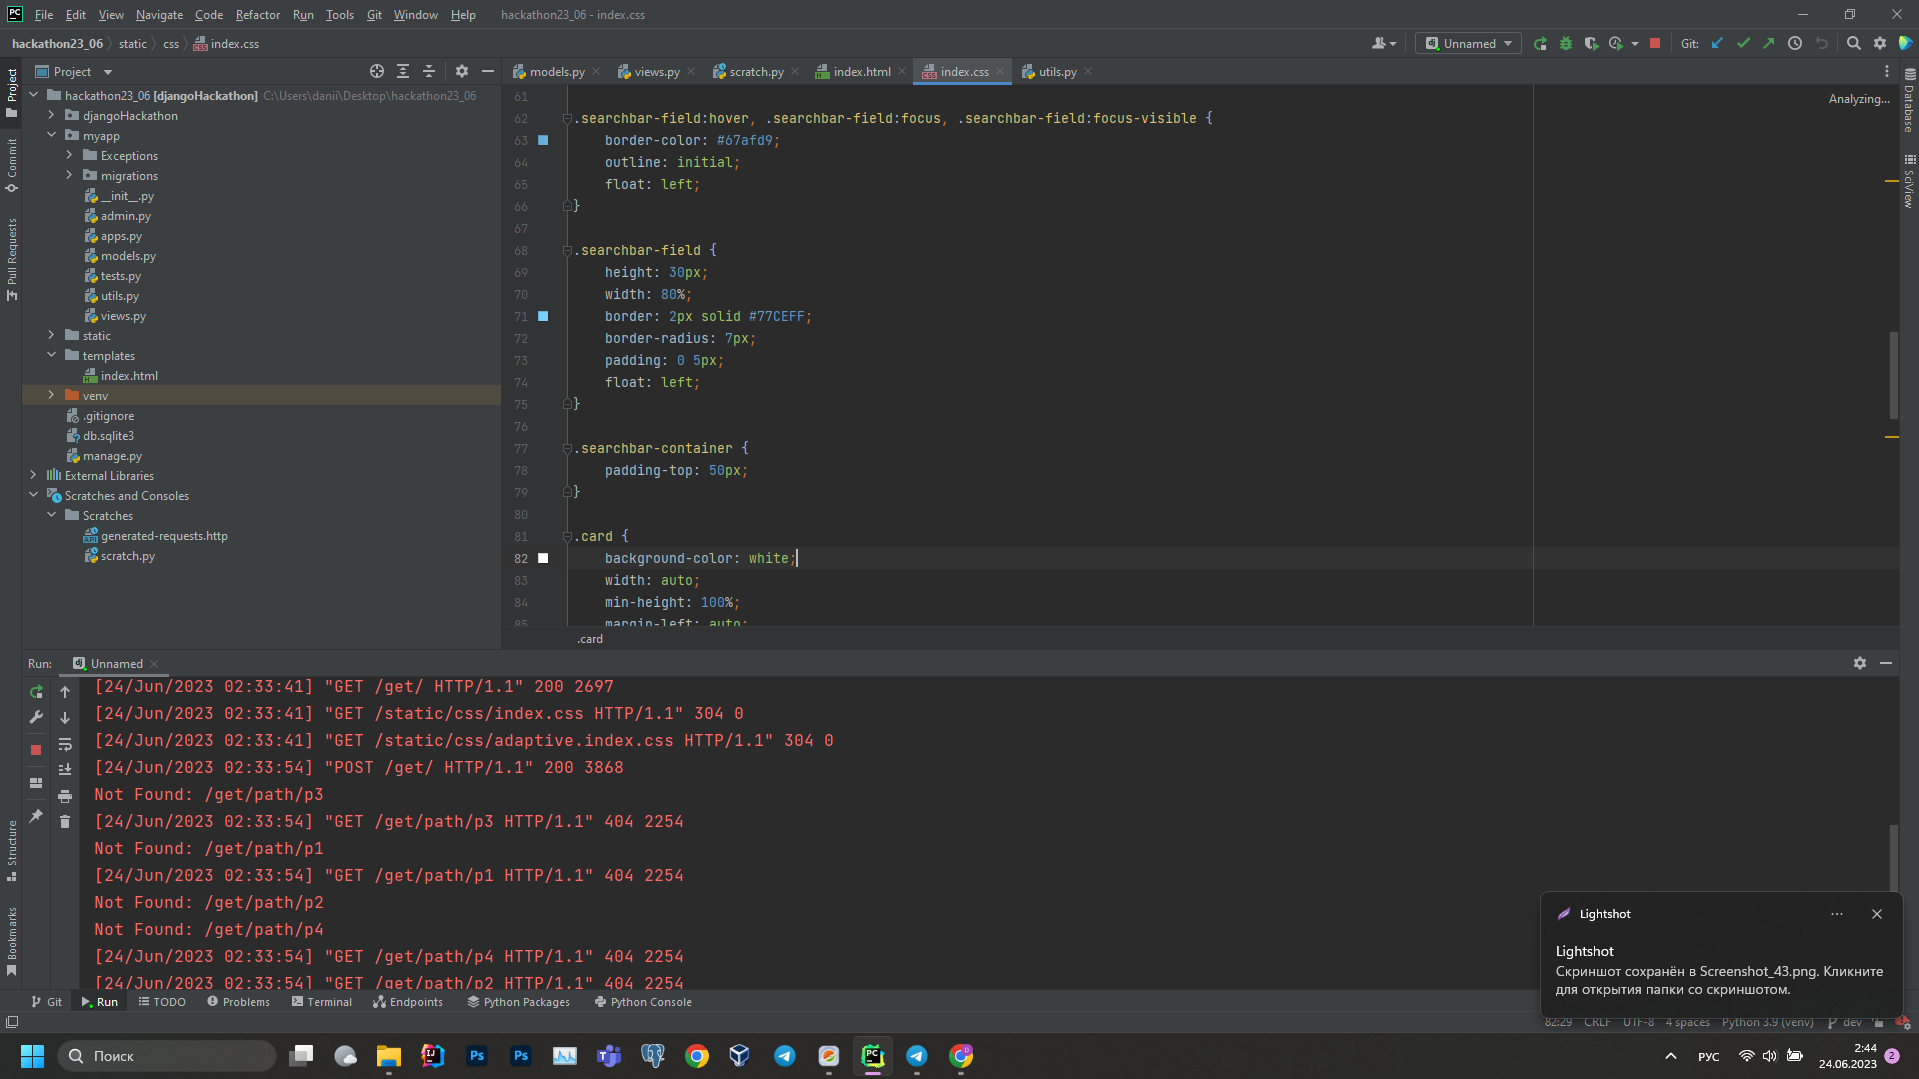 PC File Edit View Navigate Code Refactor Run Tools Git Window Help hackathon23_06 - index.css
hackathon23_06 static css index.css
Unnamed Git:
Project
models.py views.py scratch.py index.html index.css utils.py
Analyzing...
hackathon23_06 [djangoHackathon] C:\Users\danii\Desktop\hackathon23_06
djangoHackathon
myapp
Exceptions
migrations
__init__.py
admin.py
apps.py
models.py
tests.py
utils.py
views.py
static
templates
index.html
venv
.gitignore
db.sqlite3
manage.py
External Libraries
Scratches and Consoles
Scratches
generated-requests.http
scratch.py
Project
Commit
Pull Requests
Structure
Bookmarks
61
62 .searchbar-field:hover, .searchbar-field:focus, .searchbar-field:focus-visible {
63 border-color: #67afd9;
64 outline: initial;
65 float: left;
66 }
67
68 .searchbar-field {
69 height: 30px;
70 width: 80%;
71 border: 2px solid #77CEFF;
72 border-radius: 7px;
73 padding: 0 5px;
74 float: left;
75 }
76
77 .searchbar-container {
78 padding-top: 50px;
79 }
80
81 .card {
82 background-color: white;
83 width: auto;
84 min-height: 100%;
85 margin-left: auto;
.card
Database
SciView
Run: Unnamed
[24/Jun/2023 02:33:41] "GET /get/ HTTP/1.1" 200 2697
[24/Jun/2023 02:33:41] "GET /static/css/index.css HTTP/1.1" 304 0
[24/Jun/2023 02:33:41] "GET /static/css/adaptive.index.css HTTP/1.1" 304 0
[24/Jun/2023 02:33:54] "POST /get/ HTTP/1.1" 200 3868
Not Found: /get/path/p3
[24/Jun/2023 02:33:54] "GET /get/path/p3 HTTP/1.1" 404 2254
Not Found: /get/path/p1
[24/Jun/2023 02:33:54] "GET /get/path/p1 HTTP/1.1" 404 2254
Not Found: /get/path/p2
Not Found: /get/path/p4
[24/Jun/2023 02:33:54] "GET /get/path/p4 HTTP/1.1" 404 2254
[24/Jun/2023 02:33:54] "GET /get/path/p2 HTTP/1.1" 404 2254
Lightshot
Lightshot
Скриншот сохранён в Screenshot_43.png. Кликните
для открытия папки со скриншотом.
Git Run TODO Problems Terminal Endpoints Python Packages Python Console
82:29 CRLF UTF-8 4 spaces Python 3.9 (venv) dev
Поиск
РУС
2:44
24.06.2023
2